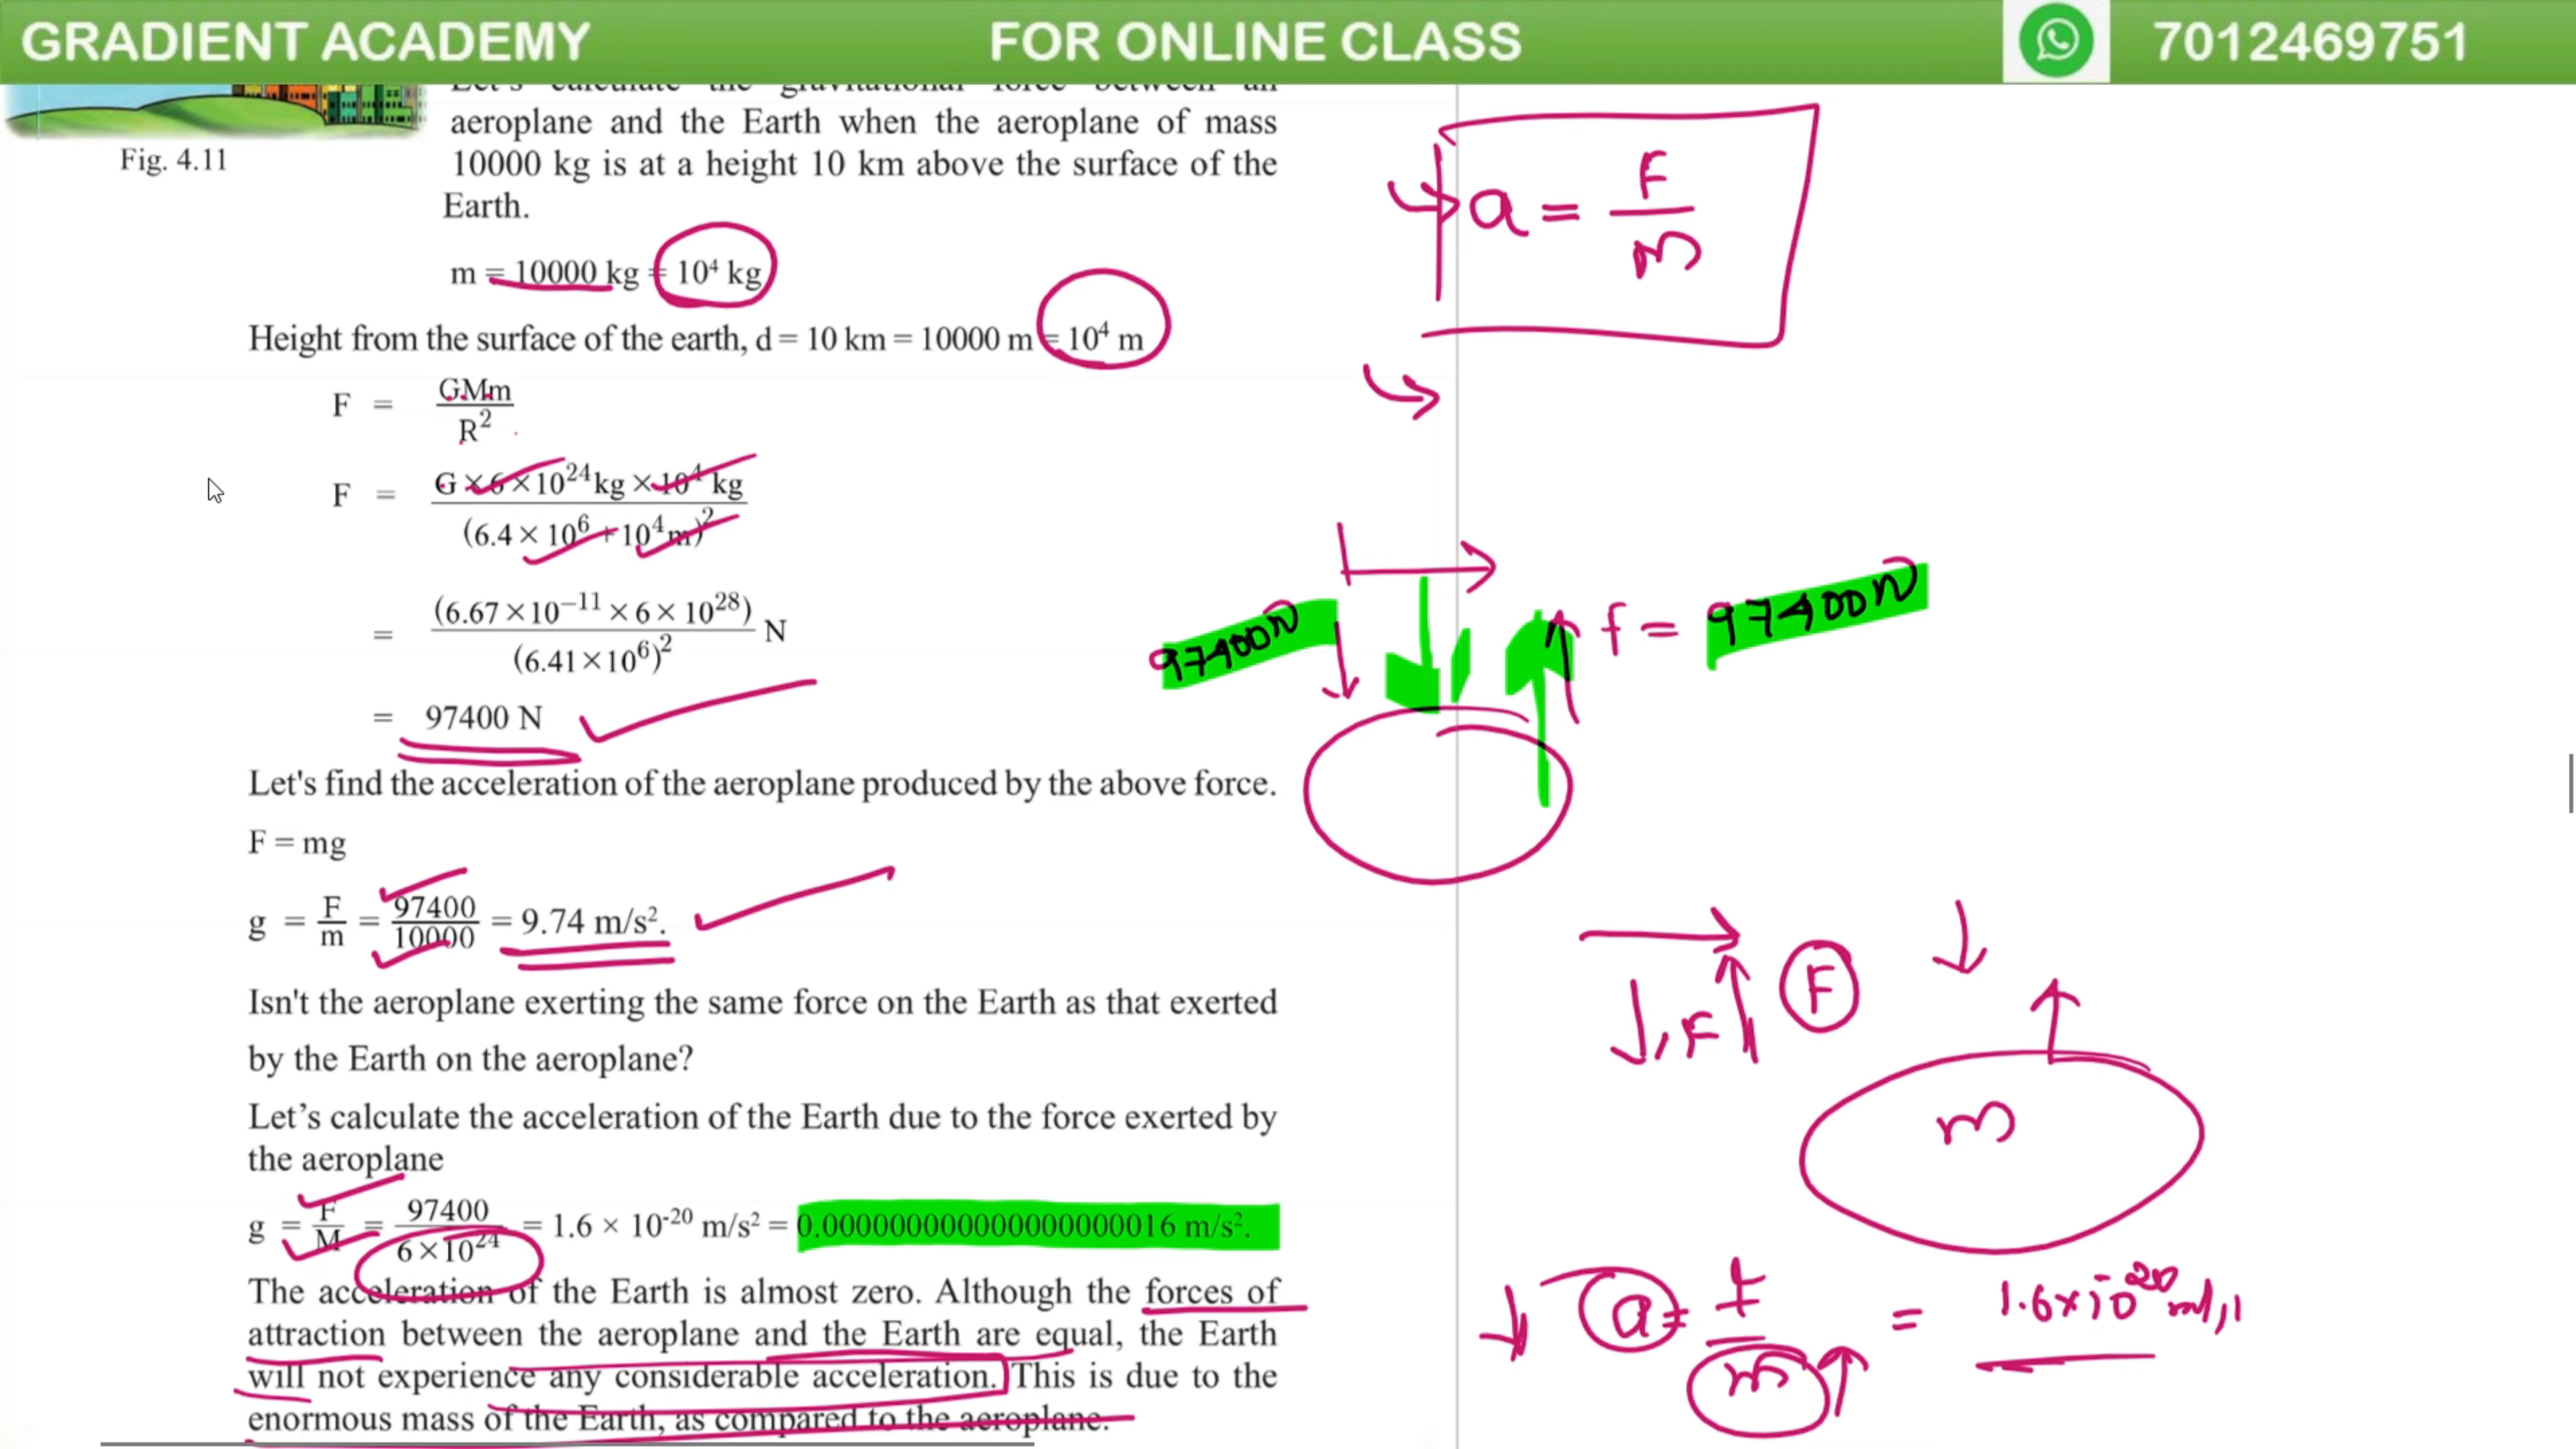 GRADIENT ACADEMY FOR ONLINE CLASS 7012469751
Let's calculate the gravitational force between an
aeroplane and the Earth when the aeroplane of mass
10000 kg is at a height 10 km above the surface of the
Earth.
Fig. 4.11
m = 10000 kg = 10⁴ kg
Height from the surface of the earth, d = 10 km = 10000 m = 10⁴ m
F = GMm / R²
F = G × 6 × 10²⁴ kg × 10⁴ kg / (6.4 × 10⁶ + 10⁴ m)²
= (6.67 × 10⁻¹¹ × 6 × 10²⁸) / (6.41 × 10⁶)² N
= 97400 N
Let's find the acceleration of the aeroplane produced by the above force.
F = mg
g = F/m = 97400/10000 = 9.74 m/s².
Isn't the aeroplane exerting the same force on the Earth as that exerted
by the Earth on the aeroplane?
Let's calculate the acceleration of the Earth due to the force exerted by
the aeroplane
g = F/M = 97400 / 6 × 10²⁴ = 1.6 × 10⁻²⁰ m/s² =
The acceleration of the Earth is almost zero. Although the forces of
attraction between the aeroplane and the Earth are equal, the Earth
will not experience any considerable acceleration. This is due to the
enormous mass of the Earth, as compared to the aeroplane.
a = F/m
97400N
f = 97400N
F
F
m
a = f/m = 1.6 × 10⁻²⁰